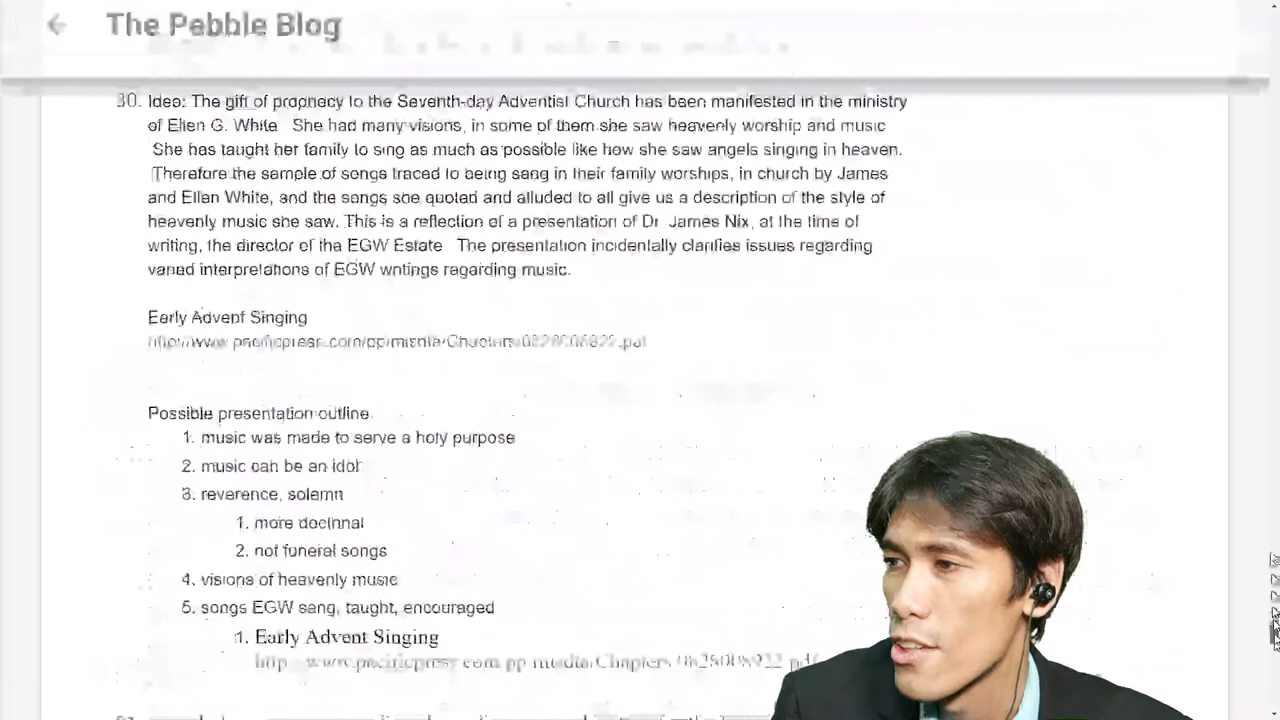 The Pebble Blog
30. Idea: The gift of prophecy to the Seventh-day Adventist Church has been manifested in the ministry
of Ellen G. White She had many visions, in some of them she saw heavenly worship and music
She has taught her family to sing as much as possible like how she saw angels singing in heaven.
Therefore the sample of songs traced to being sang in their family worships, in church by James
and Ellen White, and the songs she quoted and alluded to all give us a description of the style of
heavenly music she saw. This is a reflection of a presentation of Dr James Nix, at the time of
writing, the director of the EGW Estate The presentation incidentally clarifies issues regarding
varied interpretations of EGW writings regarding music.
Early Advent Singing
Possible presentation outline
1. music was made to serve a holy purpose
2. music can be an idol
3. reverence, solemn
1. more doctrinal
2. not funeral songs
4. visions of heavenly music
5. songs EGW sang, taught, encouraged
1. Early Advent Singing